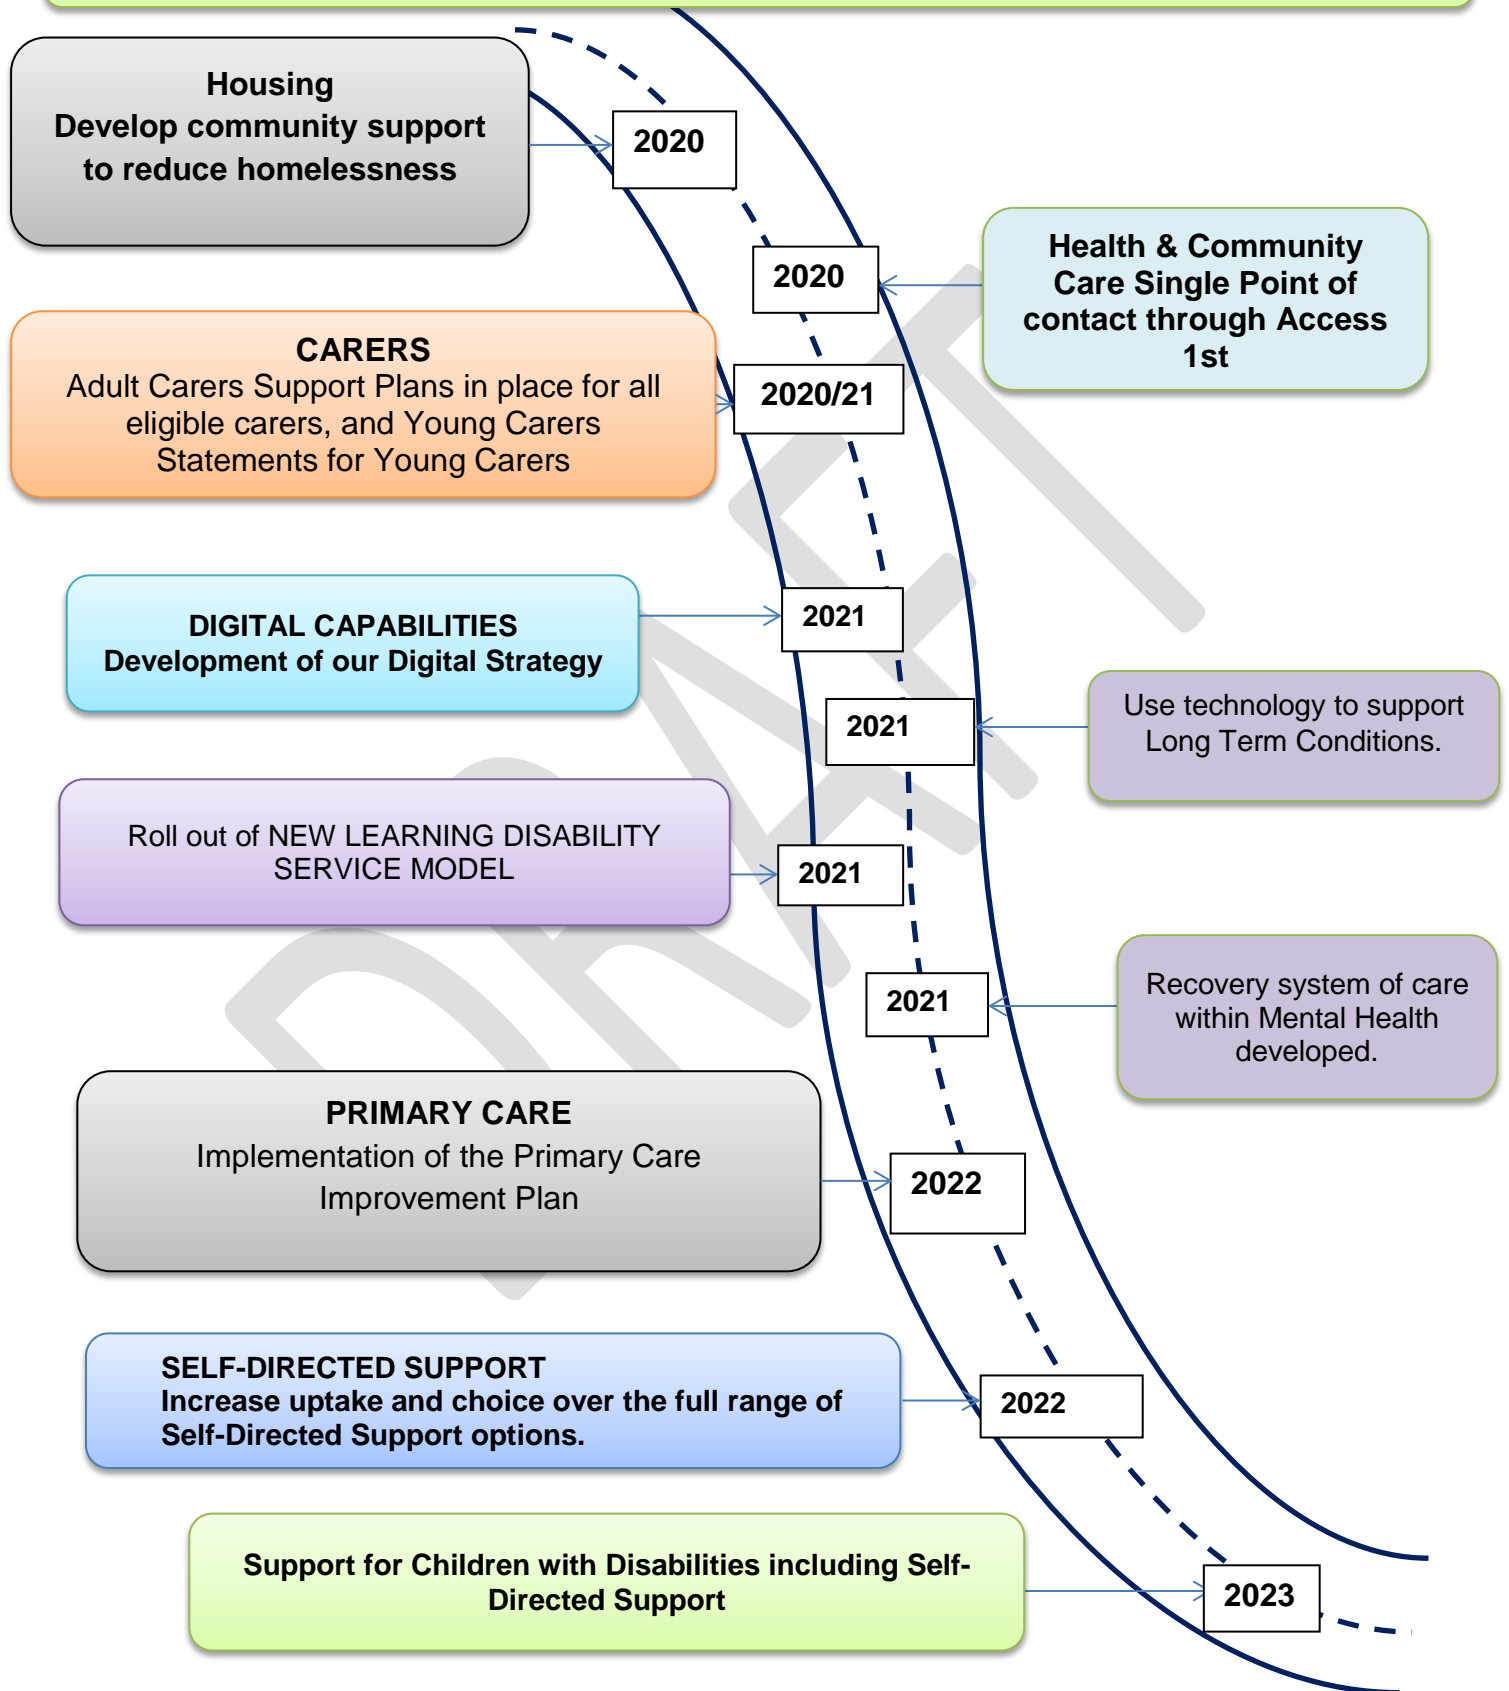 Housing
Develop community support
to reduce homelessness
2020
2020
Health & Community
Care Single Point of
contact through Access
1st
CARERS
Adult Carers Support Plans in place for all
eligible carers, and Young Carers
Statements for Young Carers
2020/21
DIGITAL CAPABILITIES
Development of our Digital Strategy
2021
2021
Use technology to support
Long Term Conditions.
Roll out of NEW LEARNING DISABILITY
SERVICE MODEL
2021
2021
Recovery system of care
within Mental Health
developed.
PRIMARY CARE
Implementation of the Primary Care
Improvement Plan
2022
SELF-DIRECTED SUPPORT
Increase uptake and choice over the full range of
Self-Directed Support options.
2022
Support for Children with Disabilities including Self-
Directed Support
2023
DRAFT